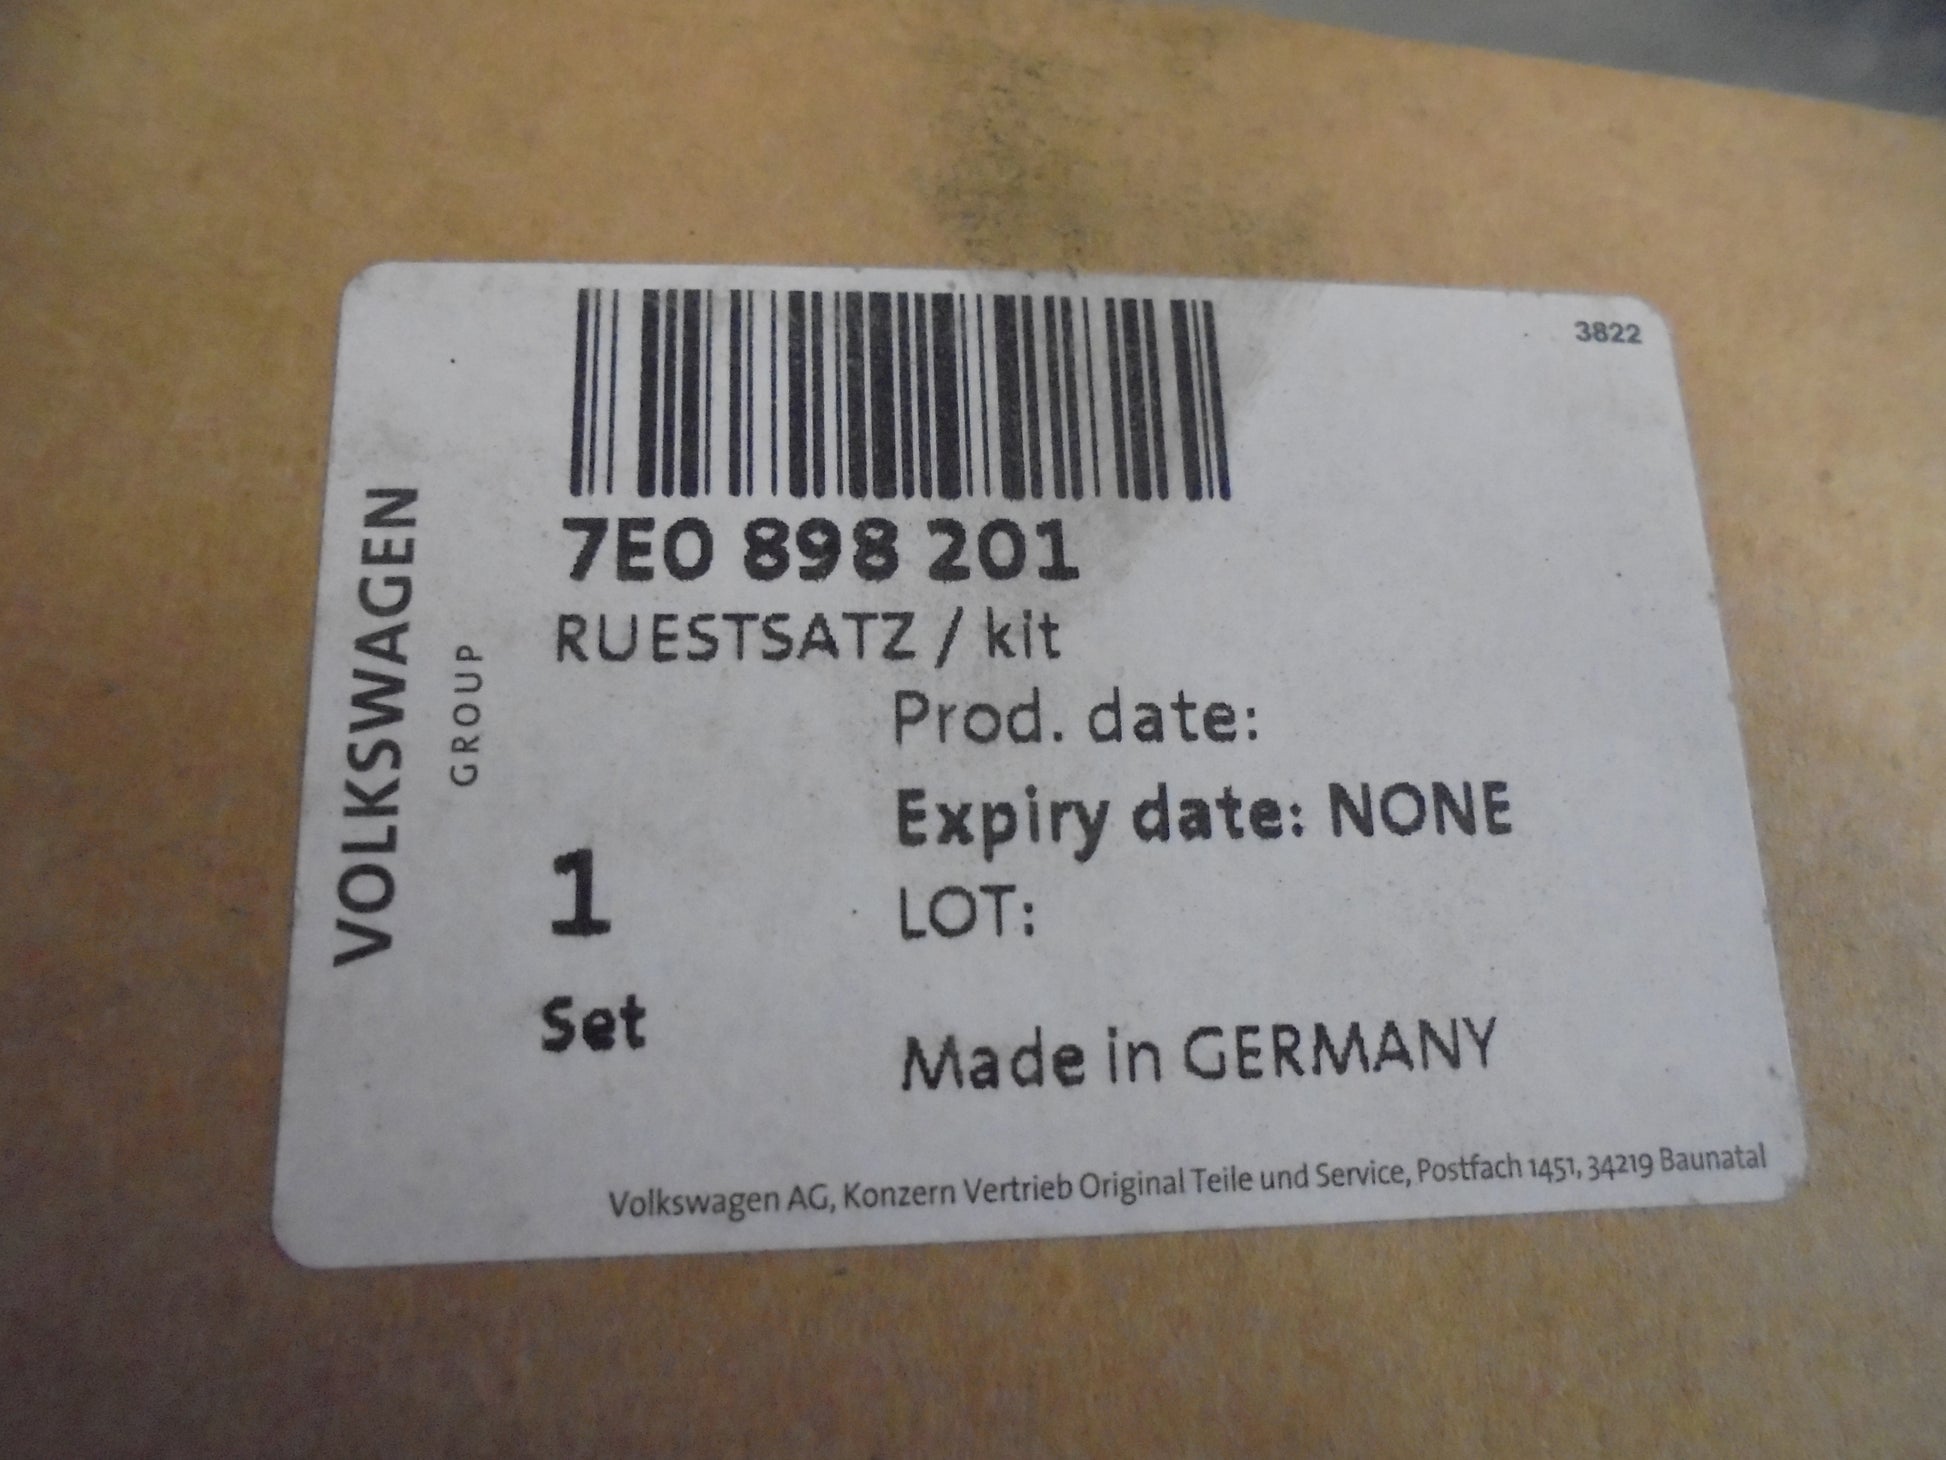 3822
VOLKSWAGEN
GROUP
7E0 898 201
RUESTSATZ / kit
Prod. date:
Expiry date: NONE
1
LOT:
Set
Made in GERMANY
Volkswagen AG, Konzern Vertrieb Original Teile und Service, Postfach 1451, 34219 Baunatal